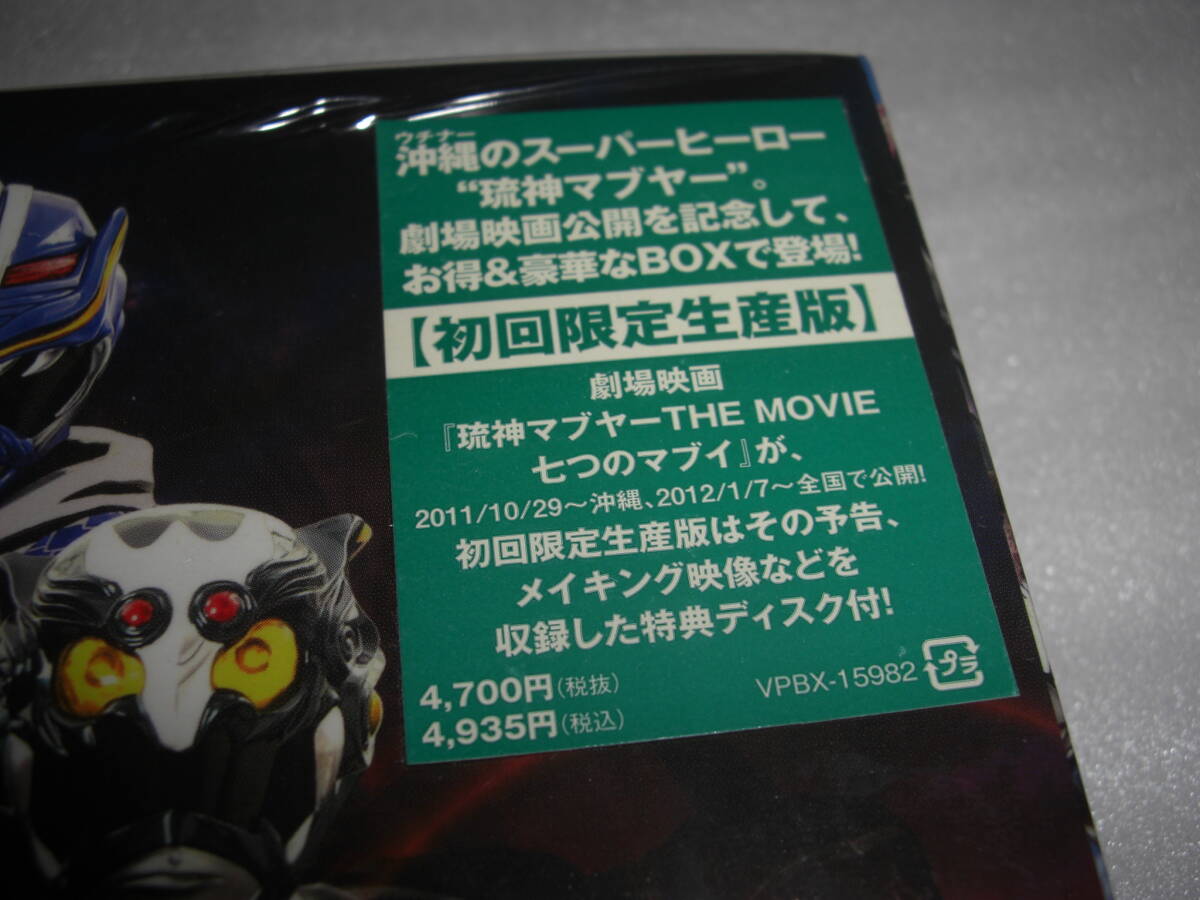 ウチナー
沖縄のスーパーヒーロー
“琉神マブヤー”。
劇場映画公開を記念して、
お得&豪華なBOXで登場!
【初回限定生産版】
劇場映画
『琉神マブヤーTHE MOVIE
七つのマブイ』が、
2011/10/29～沖縄、2012/1/7～全国で公開!
初回限定生産版はその予告、
メイキング映像などを
収録した特典ディスク付!
4,700円(税抜)
4,935円(税込)
VPBX-15982
プラ